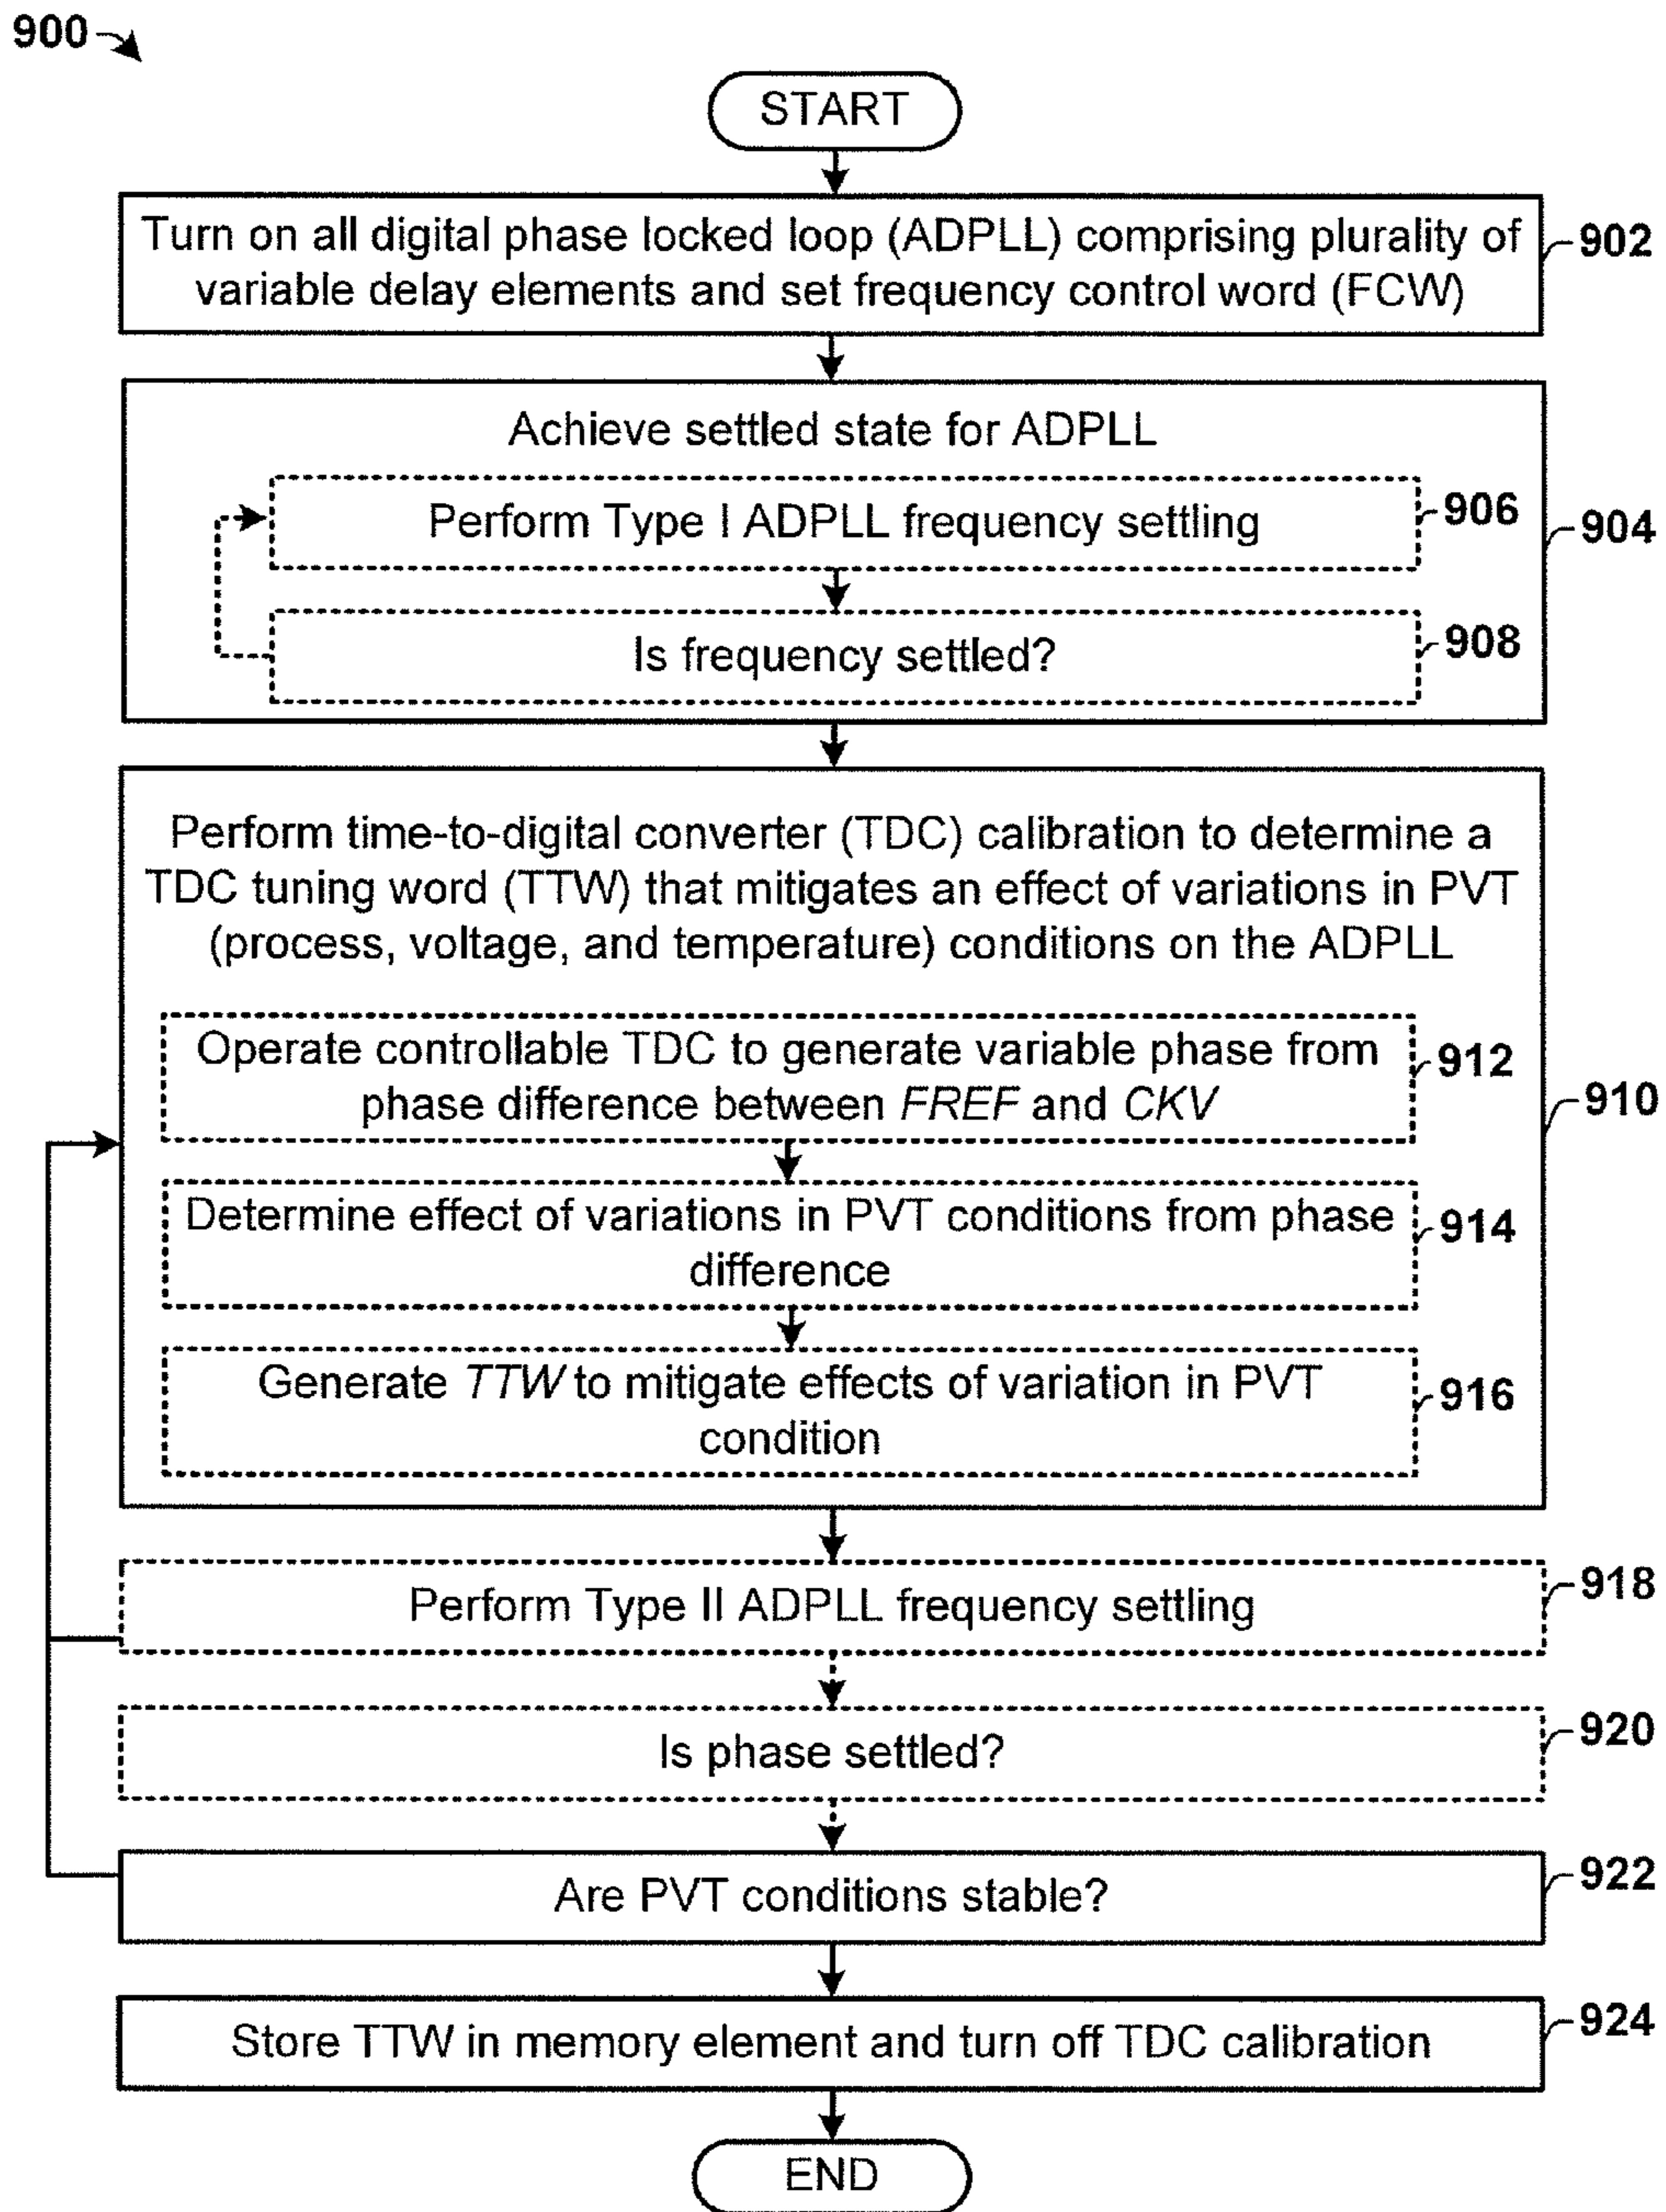 900
START
Turn on all digital phase locked loop (ADPLL) comprising plurality of
variable delay elements and set frequency control word (FCW)
902
Achieve settled state for ADPLL
Perform Type I ADPLL frequency settling
906
904
Is frequency settled?
908
Perform time-to-digital converter (TDC) calibration to determine a
TDC tuning word (TTW) that mitigates an effect of variations in PVT
(process, voltage, and temperature) conditions on the ADPLL
Operate controllable TDC to generate variable phase from
phase difference between FREF and CKV
912
910
Determine effect of variations in PVT conditions from phase
difference
914
Generate TTW to mitigate effects of variation in PVT
condition
916
Perform Type II ADPLL frequency settling
918
Is phase settled?
920
Are PVT conditions stable?
922
Store TTW in memory element and turn off TDC calibration
924
END